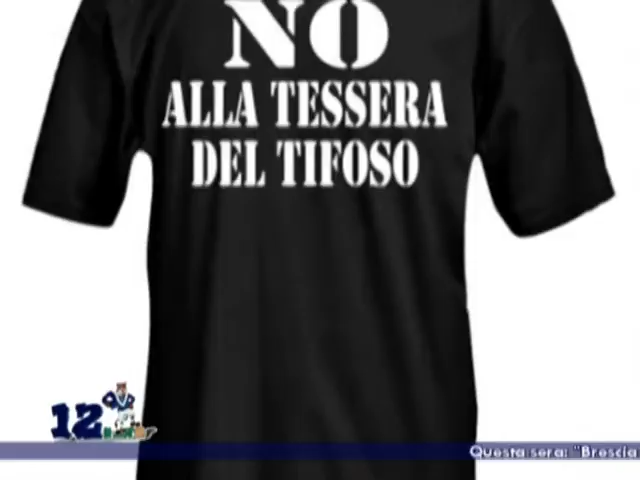 NO
ALLA TESSERA
DEL TIFOSO
12
Questa sera: "Brescia